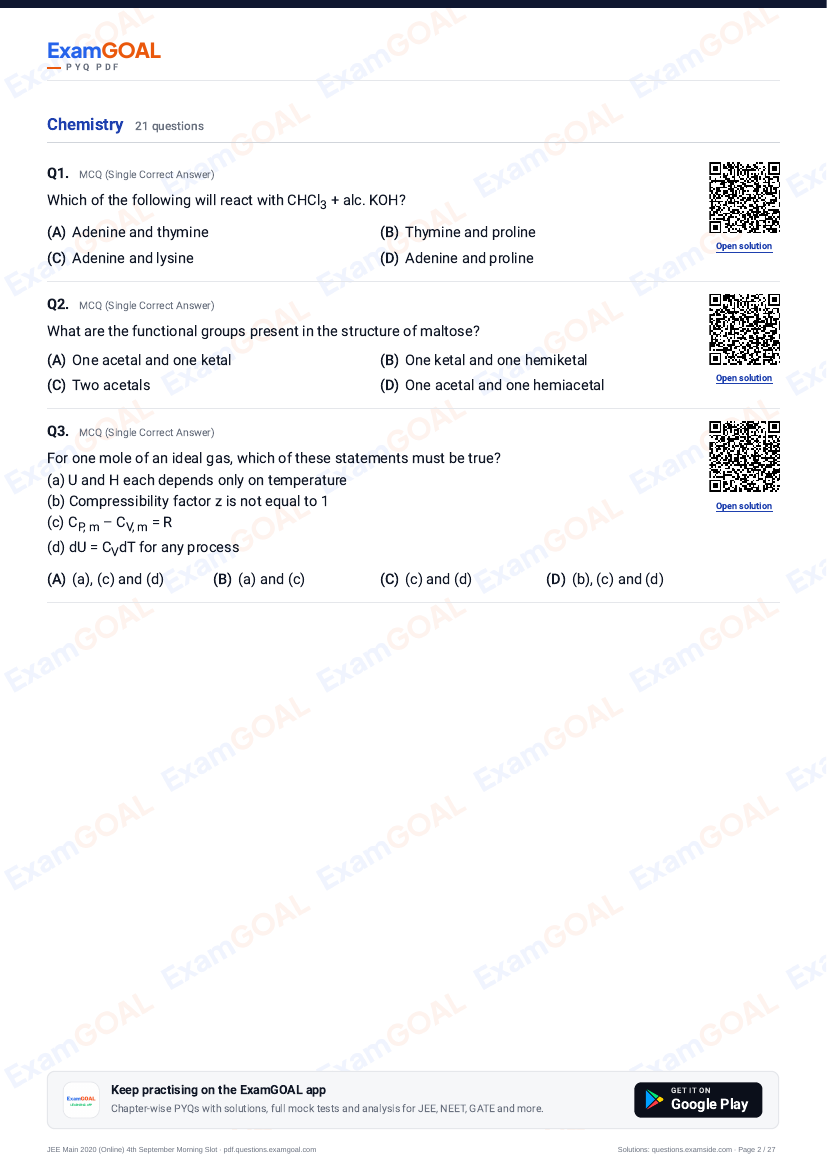 ExamGOAL
PYQ PDF
Chemistry 21 questions
Q1. MCQ (Single Correct Answer)
Which of the following will react with CHCl3 + alc. KOH?
(A) Adenine and thymine (B) Thymine and proline
(C) Adenine and lysine (D) Adenine and proline
Open solution
Q2. MCQ (Single Correct Answer)
What are the functional groups present in the structure of maltose?
(A) One acetal and one ketal (B) One ketal and one hemiketal
(C) Two acetals (D) One acetal and one hemiacetal
Open solution
Q3. MCQ (Single Correct Answer)
For one mole of an ideal gas, which of these statements must be true?
(a) U and H each depends only on temperature
(b) Compressibility factor z is not equal to 1
(c) CP, m − CV, m = R
(d) dU = CVdT for any process
(A) (a), (c) and (d) (B) (a) and (c) (C) (c) and (d) (D) (b), (c) and (d)
Open solution
Keep practising on the ExamGOAL app
Chapter-wise PYQs with solutions, full mock tests and analysis for JEE, NEET, GATE and more.
ExamGOAL
GET IT ON
Google Play
JEE Main 2020 (Online) 4th September Morning Slot · pdf.questions.examgoal.com
Solutions: questions.examside.com · Page 2 / 27